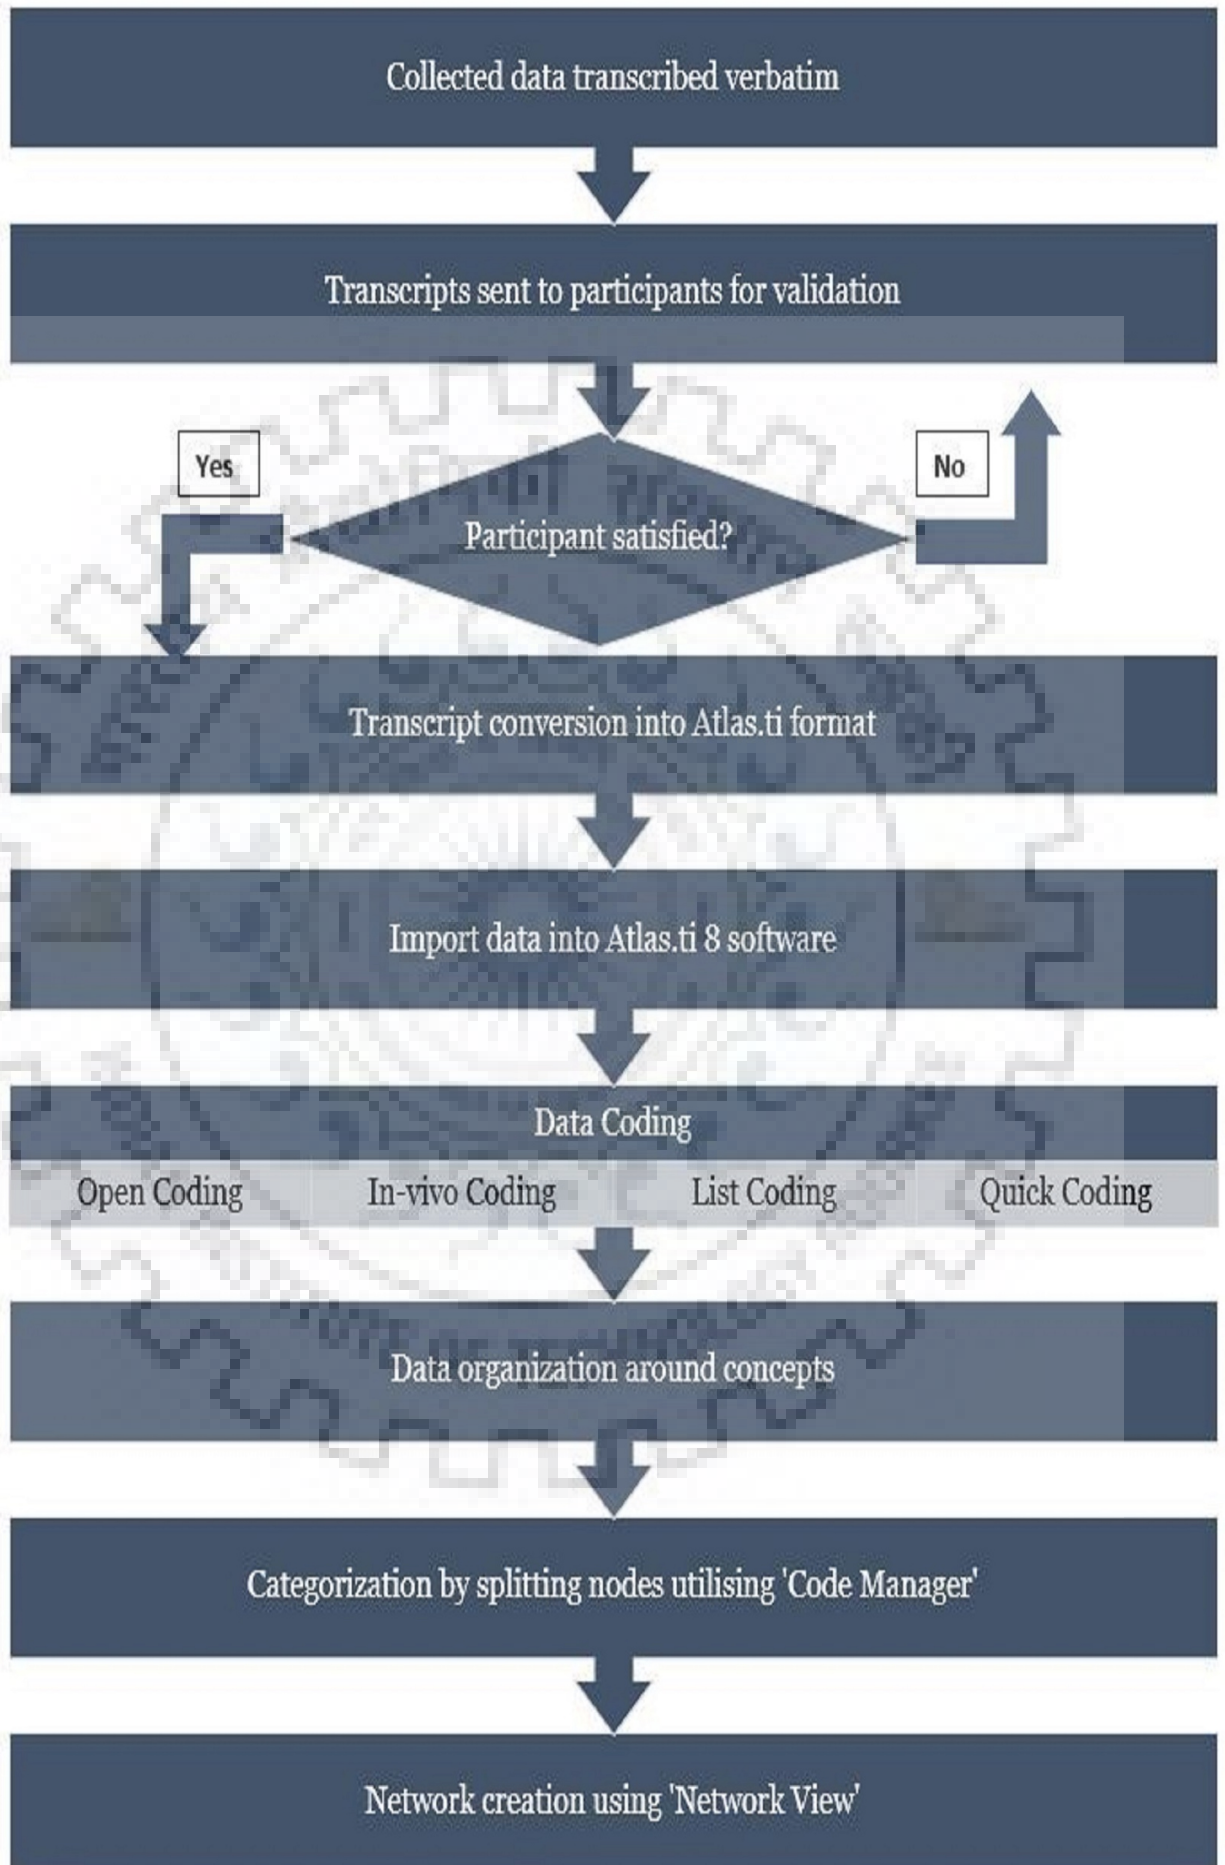 Collected data transcribed verbatim
Transcripts sent to participants for validation
Yes
No
Participant satisfied?
Transcript conversion into Atlas.ti format
Import data into Atlas.ti 8 software
Data Coding
Open Coding
In-vivo Coding
List Coding
Quick Coding
Data organization around concepts
Categorization by splitting nodes utilising 'Code Manager'
Network creation using 'Network View'